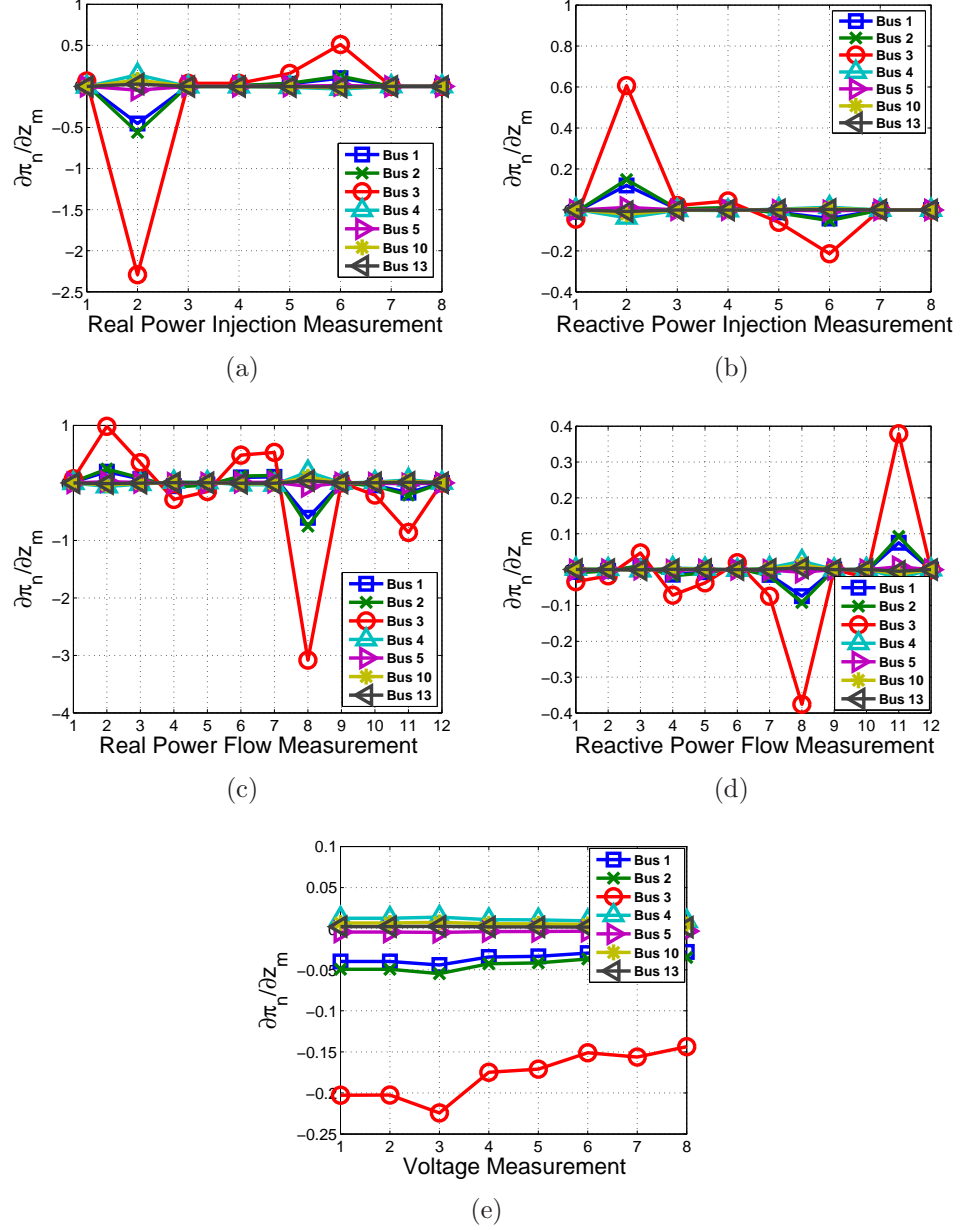 1
0.5
0
−0.5
−1
−1.5
−2
−2.5
1 2 3 4 5 6 7 8
∂π_n/∂z_m
Real Power Injection Measurement
Bus 1
Bus 2
Bus 3
Bus 4
Bus 5
Bus 10
Bus 13
(a)
1
0.8
0.6
0.4
0.2
0
−0.2
−0.4
1 2 3 4 5 6 7 8
∂π_n/∂z_m
Reactive Power Injection Measurement
Bus 1
Bus 2
Bus 3
Bus 4
Bus 5
Bus 10
Bus 13
(b)
1
0
−1
−2
−3
−4
1 2 3 4 5 6 7 8 9 10 11 12
∂π_n/∂z_m
Real Power Flow Measurement
Bus 1
Bus 2
Bus 3
Bus 4
Bus 5
Bus 10
Bus 13
(c)
0.4
0.3
0.2
0.1
0
−0.1
−0.2
−0.3
−0.4
1 2 3 4 5 6 7 8 9 10 11 12
∂π_n/∂z_m
Reactive Power Flow Measurement
Bus 1
Bus 2
Bus 3
Bus 4
Bus 5
Bus 10
Bus 13
(d)
0.1
0.05
0
−0.05
−0.1
−0.15
−0.2
−0.25
1 2 3 4 5 6 7 8
∂π_n/∂z_m
Voltage Measurement
Bus 1
Bus 2
Bus 3
Bus 4
Bus 5
Bus 10
Bus 13
(e)